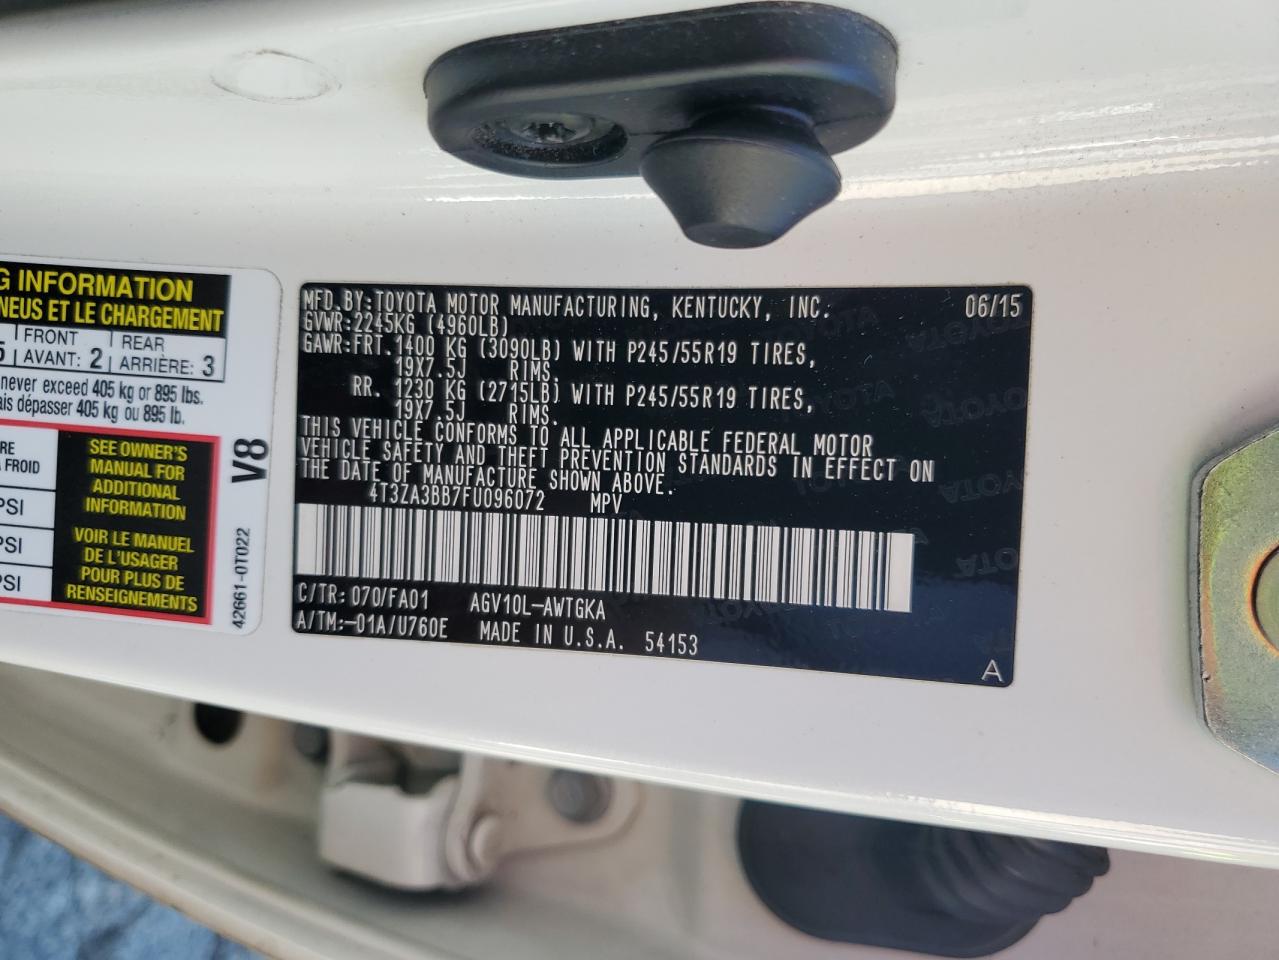 G INFORMATION
NEUS ET LE CHARGEMENT
5 FRONT AVANT: 2 REAR ARRIÈRE: 3
never exceed 405 kg or 895 lbs.
ais dépasser 405 kg ou 895 lb.
RE
A FROID
PSI
PSI
PSI
SEE OWNER'S
MANUAL FOR
ADDITIONAL
INFORMATION
VOIR LE MANUEL
DE L'USAGER
POUR PLUS DE
RENSEIGNEMENTS
V8
42661-0T022
MFD.BY:TOYOTA MOTOR MANUFACTURING, KENTUCKY, INC. 06/15
GVWR:2245KG (4960LB)
GAWR:FRT.1400 KG (3090LB) WITH P245/55R19 TIRES,
19X7.5J RIMS.
RR. 1230 KG (2715LB) WITH P245/55R19 TIRES,
19X7.5J RIMS.
THIS VEHICLE CONFORMS TO ALL APPLICABLE FEDERAL MOTOR
VEHICLE SAFETY AND THEFT PREVENTION STANDARDS IN EFFECT ON
THE DATE OF MANUFACTURE SHOWN ABOVE.
4T3ZA3BB7FU096072 MPV
C/TR:070/FA01 AGV10L-AWTGKA
A/TM:-01A/U760E MADE IN U.S.A. 54153
A